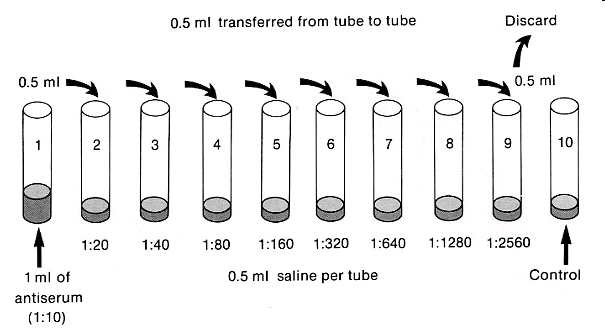 0.5 ml transferred from tube to tube
Discard
0.5 ml
0.5 ml
1 2 3 4 5 6 7 8 9 10
1:20 1:40 1:80 1:160 1:320 1:640 1:1280 1:2560
1 ml of
antiserum
(1:10)
0.5 ml saline per tube
Control